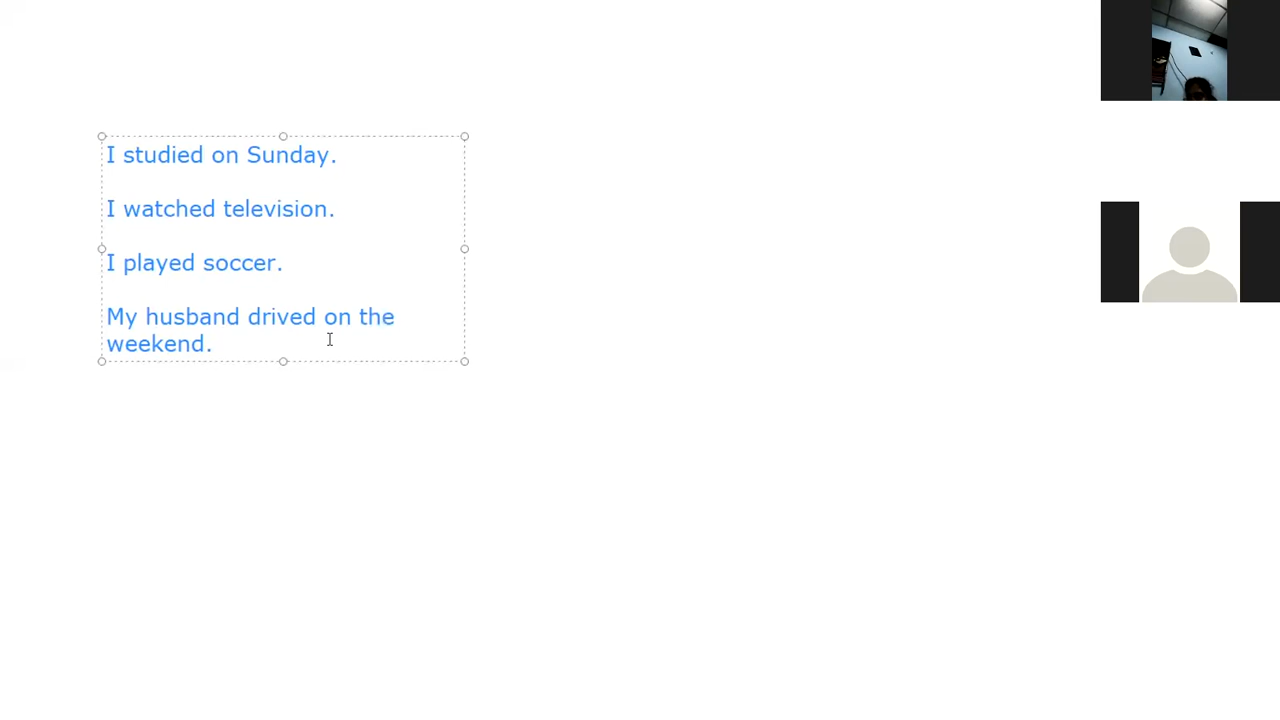 I studied on Sunday.
I watched television.
I played soccer.
My husband drived on the
weekend.